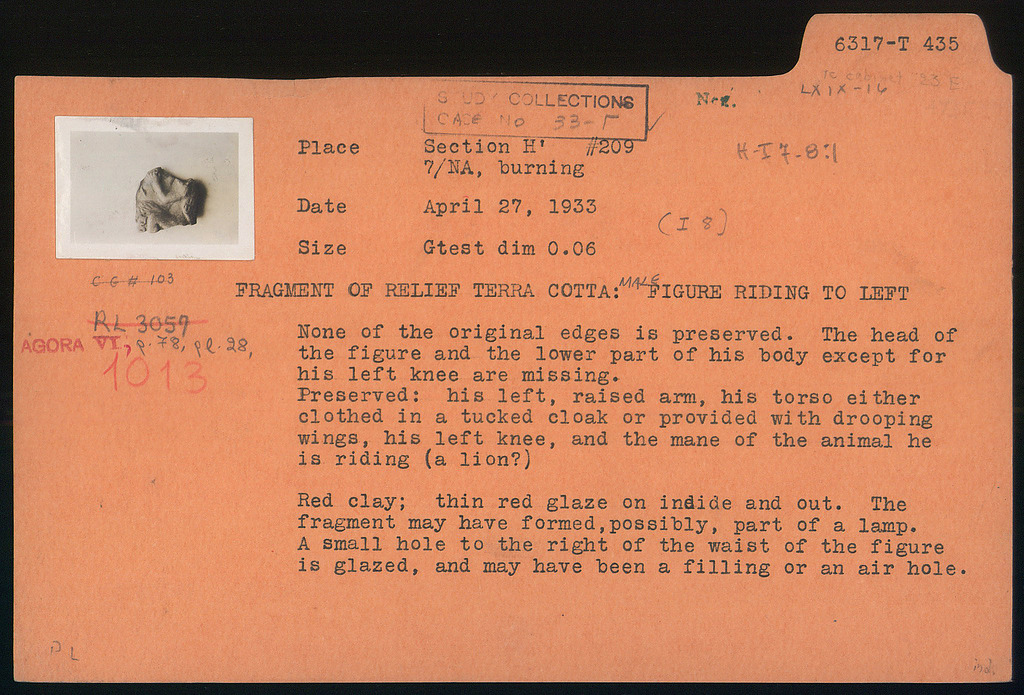 6317-T 435
LXIX-14
STUDY COLLECTIONS
CASE No 33-Γ
Neg.
Place Section H' #209
7/NA, burning
H-I 7-8:1
Date April 27, 1933
(I 8)
Size Gtest dim 0.06
C G # 103
FRAGMENT OF RELIEF TERRA COTTA: MALE FIGURE RIDING TO LEFT
RL 3057
AGORA VI, p. 78, pl. 28,
1013
None of the original edges is preserved. The head of
the figure and the lower part of his body except for
his left knee are missing.
Preserved: his left, raised arm, his torso either
clothed in a tucked cloak or provided with drooping
wings, his left knee, and the mane of the animal he
is riding (a lion?)
Red clay; thin red glaze on indide and out. The
fragment may have formed,possibly, part of a lamp.
A small hole to the right of the waist of the figure
is glazed, and may have been a filling or an air hole.